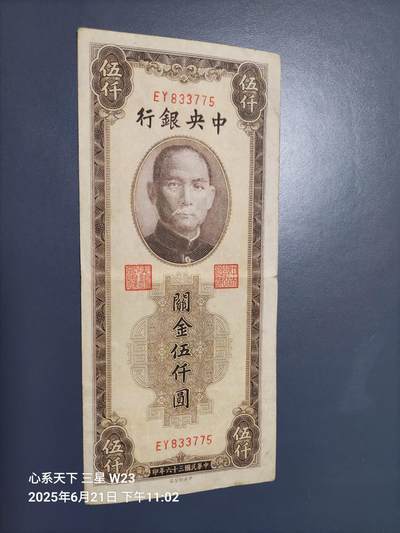 伍仟
伍仟
EY833775
行銀央中
關金伍仟圓
EY833775
伍仟
伍仟
印年六十三國民華中
心系天下 三星 W23
2025年6月21日 下午11:02